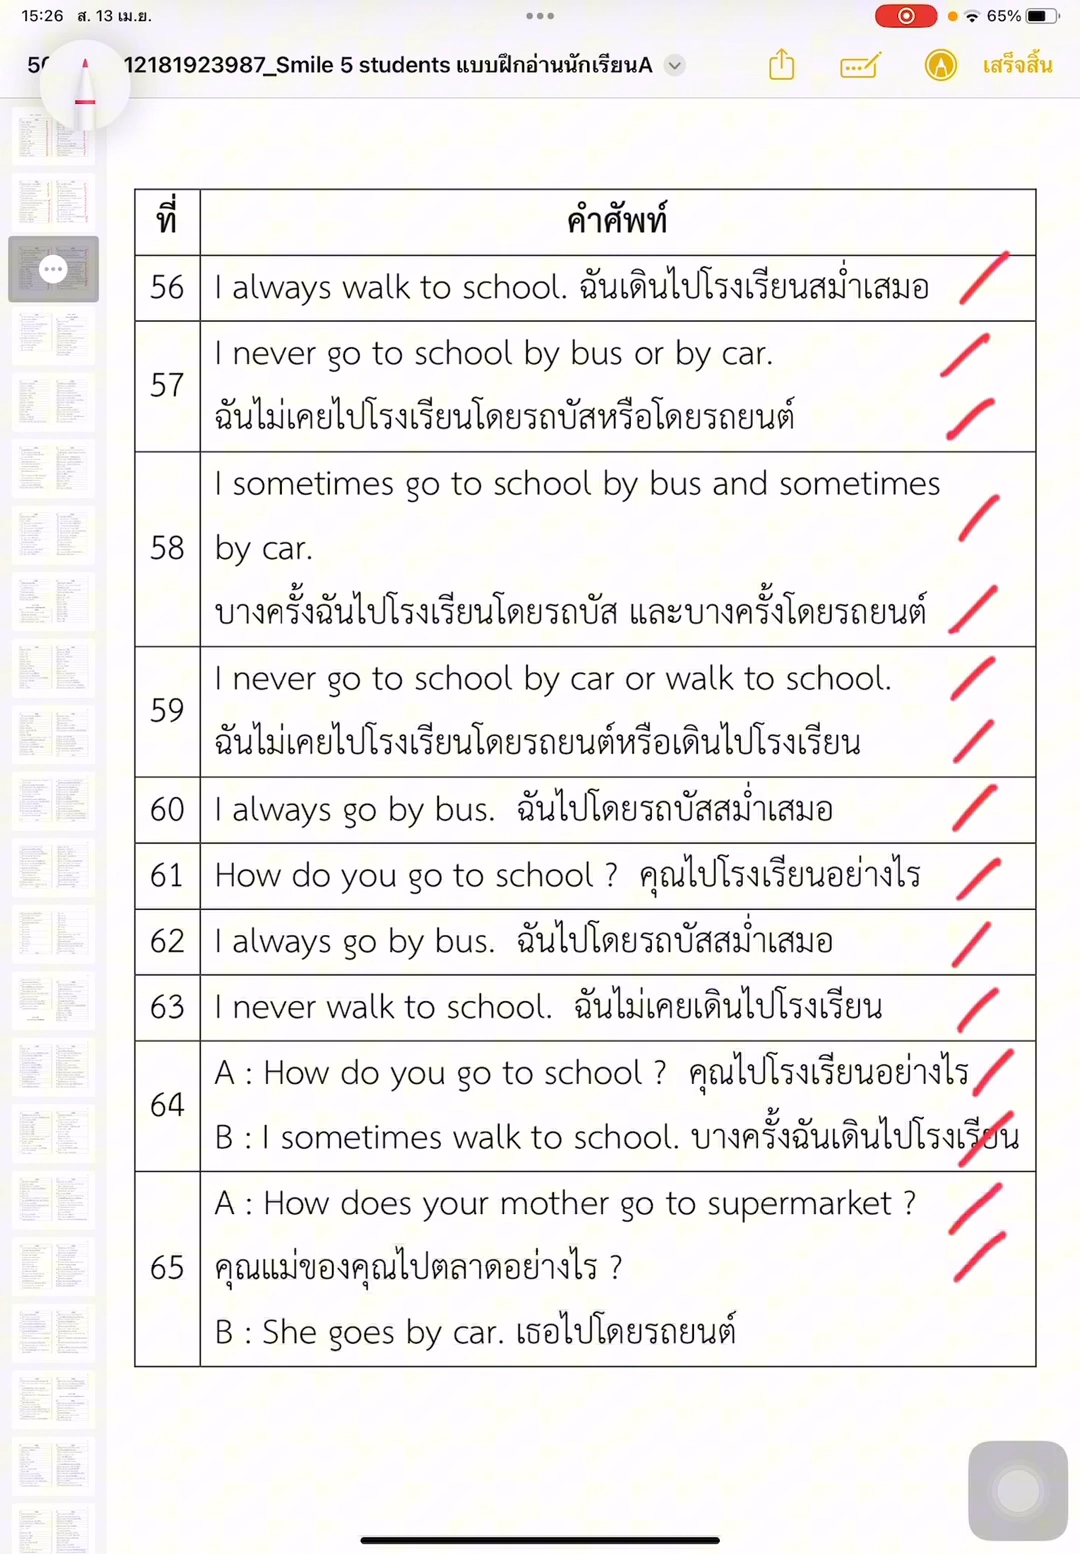 15:26 ส. 13 เม.ย.
65%
12181923987_Smile 5 students แบบฝึกอ่านนักเรียนA
เสร็จสิ้น
ที่ คำศัพท์
56 I always walk to school. ฉันเดินไปโรงเรียนสม่ำเสมอ
57 I never go to school by bus or by car.
ฉันไม่เคยไปโรงเรียนโดยรถบัสหรือโดยรถยนต์
58 I sometimes go to school by bus and sometimes
by car.
บางครั้งฉันไปโรงเรียนโดยรถบัส และบางครั้งโดยรถยนต์
59 I never go to school by car or walk to school.
ฉันไม่เคยไปโรงเรียนโดยรถยนต์หรือเดินไปโรงเรียน
60 I always go by bus. ฉันไปโดยรถบัสสม่ำเสมอ
61 How do you go to school ? คุณไปโรงเรียนอย่างไร
62 I always go by bus. ฉันไปโดยรถบัสสม่ำเสมอ
63 I never walk to school. ฉันไม่เคยเดินไปโรงเรียน
64 A : How do you go to school ? คุณไปโรงเรียนอย่างไร
B : I sometimes walk to school. บางครั้งฉันเดินไปโรงเรียน
65 A : How does your mother go to supermarket ?
คุณแม่ของคุณไปตลาดอย่างไร ?
B : She goes by car. เธอไปโดยรถยนต์